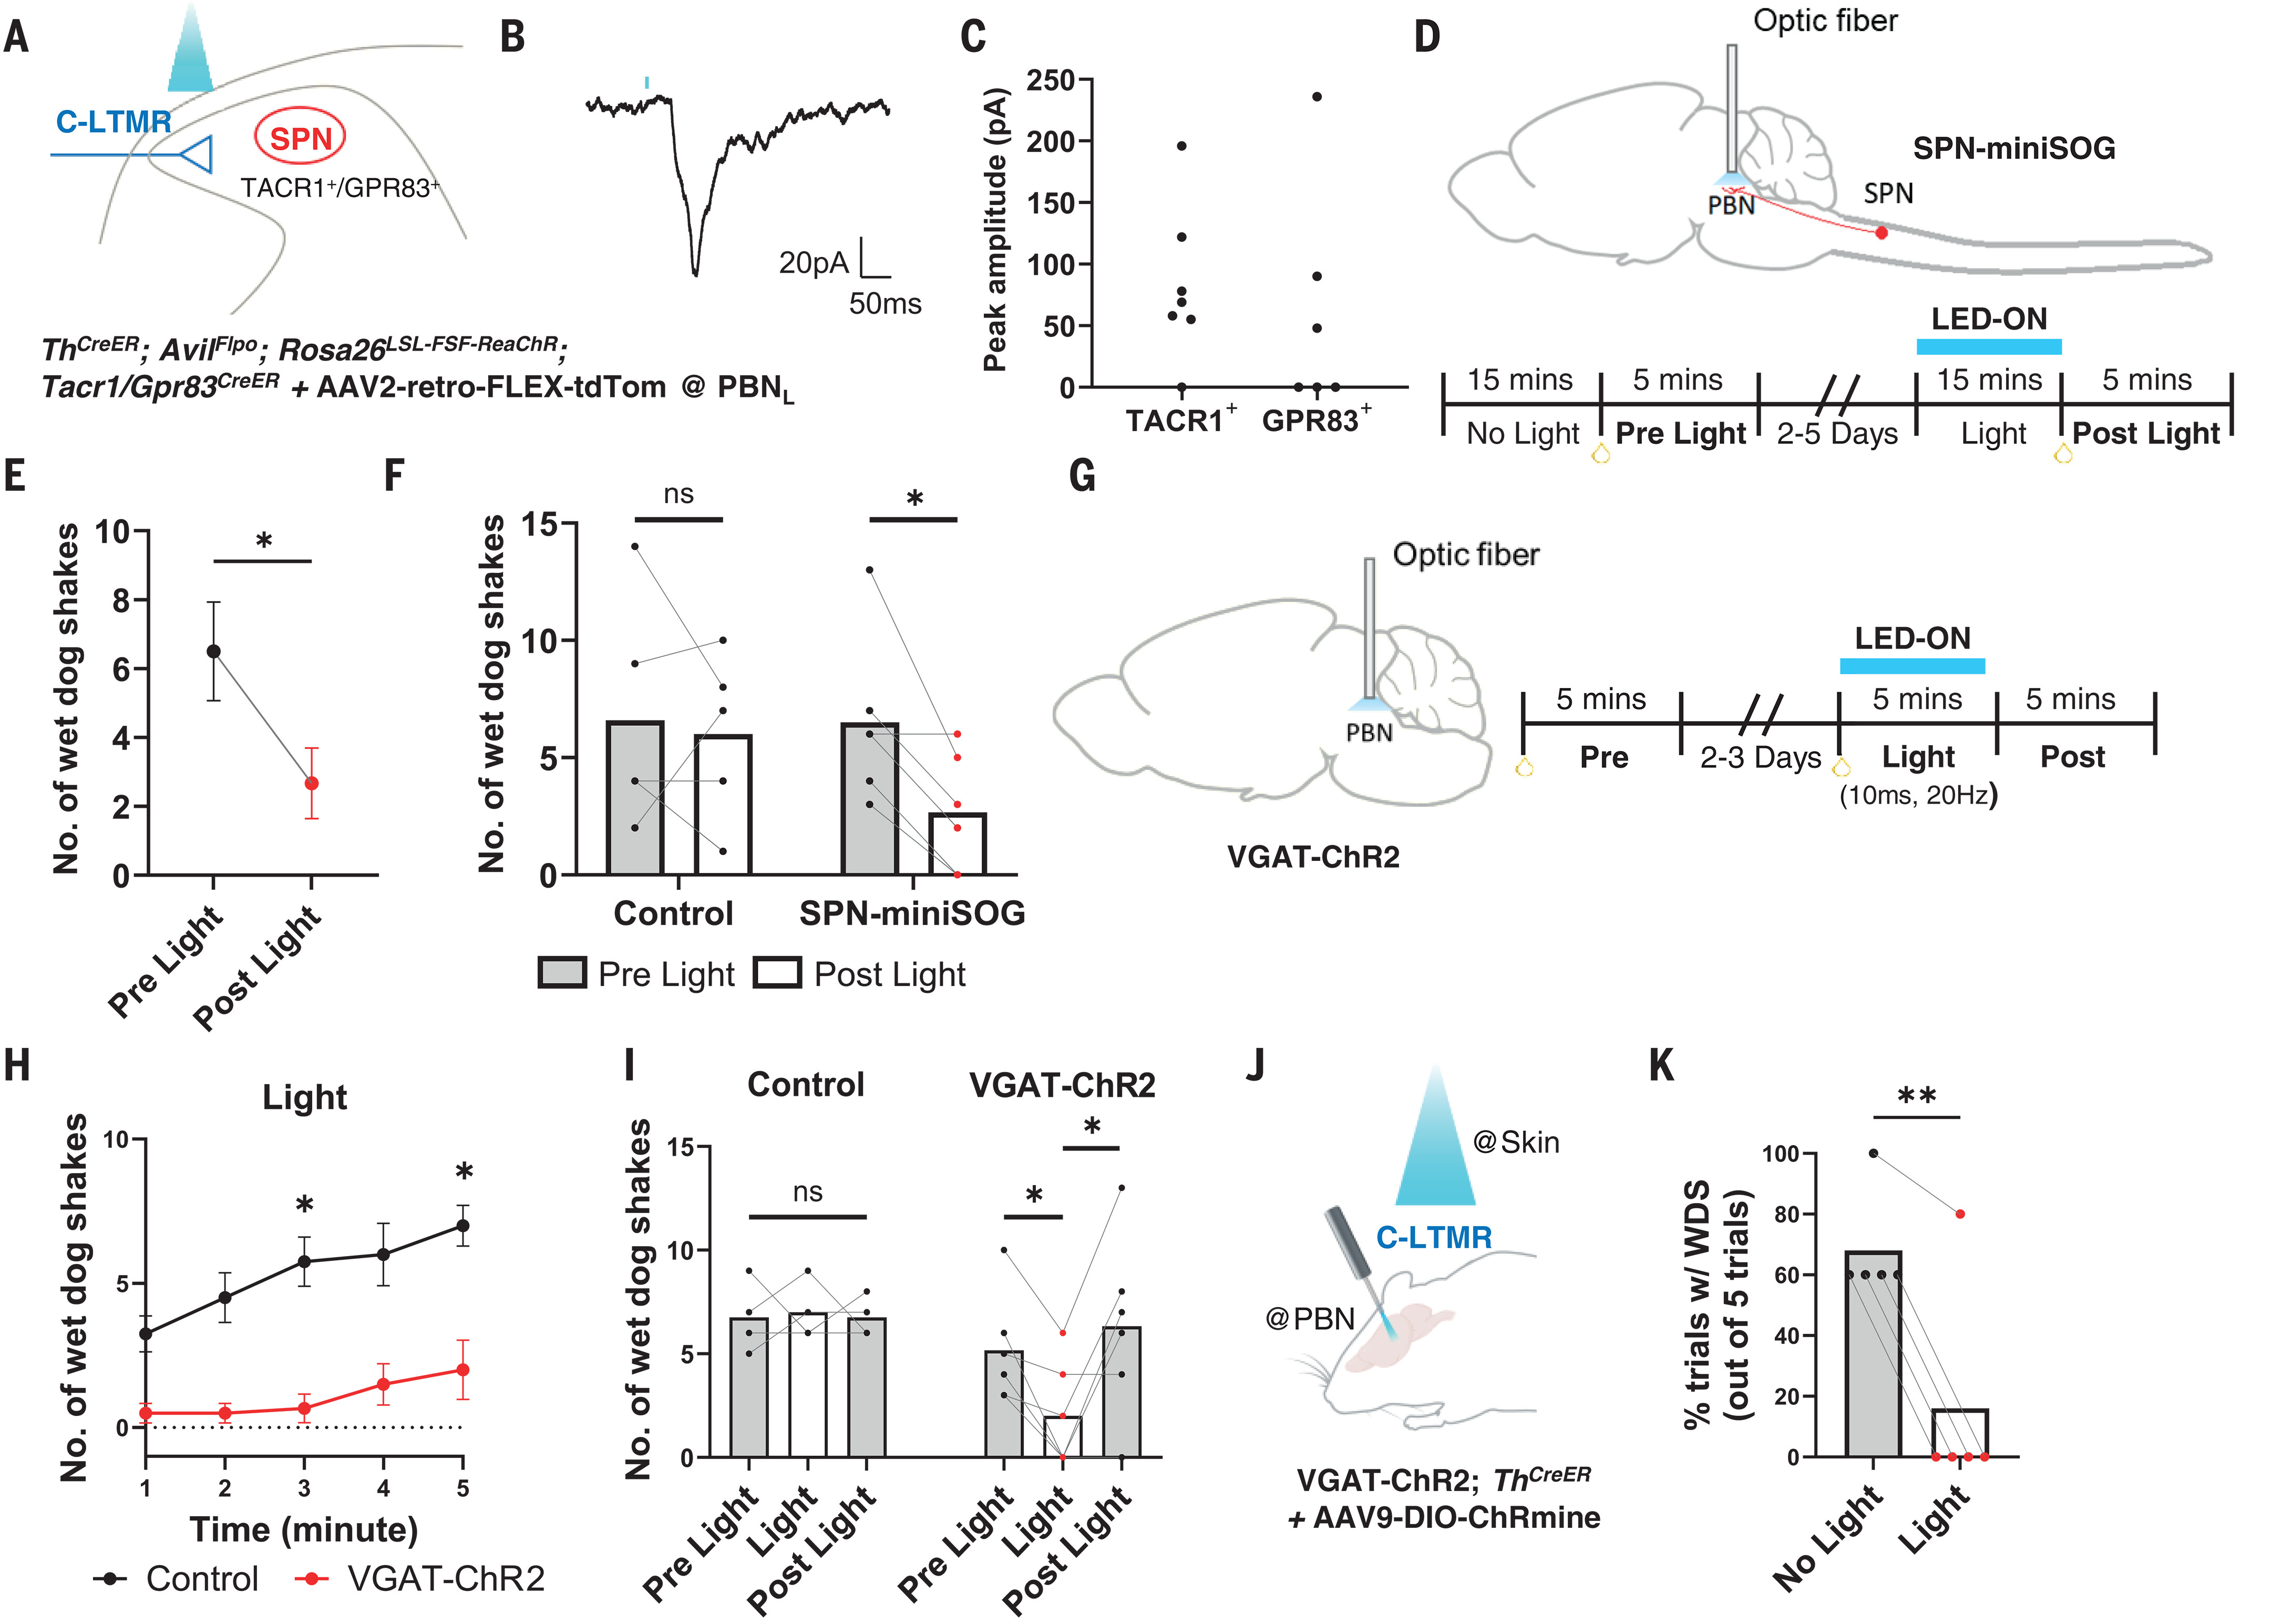 A
C-LTMR
SPN
TACR1⁺/GPR83⁺
Th^CreER; Avil^Flpo; Rosa26^LSL-FSF-ReaChR;
Tacr1/Gpr83^CreER + AAV2-retro-FLEX-tdTom @ PBN_L
B
20pA
50ms
C
Peak amplitude (pA)
250
200
150
100
50
0
TACR1⁺
GPR83⁺
D
Optic fiber
SPN-miniSOG
SPN
PBN
LED-ON
15 mins 5 mins 15 mins 5 mins
No Light Pre Light 2-5 Days Light Post Light
E
No. of wet dog shakes
10
8
6
4
2
0
*
Pre Light
Post Light
F
No. of wet dog shakes
15
10
5
0
ns
*
Control
SPN-miniSOG
Pre Light Post Light
G
Optic fiber
PBN
VGAT-ChR2
LED-ON
5 mins 5 mins 5 mins
Pre 2-3 Days Light Post
(10ms, 20Hz)
H
Light
No. of wet dog shakes
10
5
0
* *
1 2 3 4 5
Time (minute)
Control VGAT-ChR2
I
Control
VGAT-ChR2
No. of wet dog shakes
15
10
5
0
ns
*
*
Pre Light
Light
Post Light
Pre Light
Light
Post Light
J
@Skin
C-LTMR
@PBN
VGAT-ChR2; Th^CreER
+ AAV9-DIO-ChRmine
K
% trials w/ WDS
(out of 5 trials)
**
100
80
60
40
20
0
No Light
Light